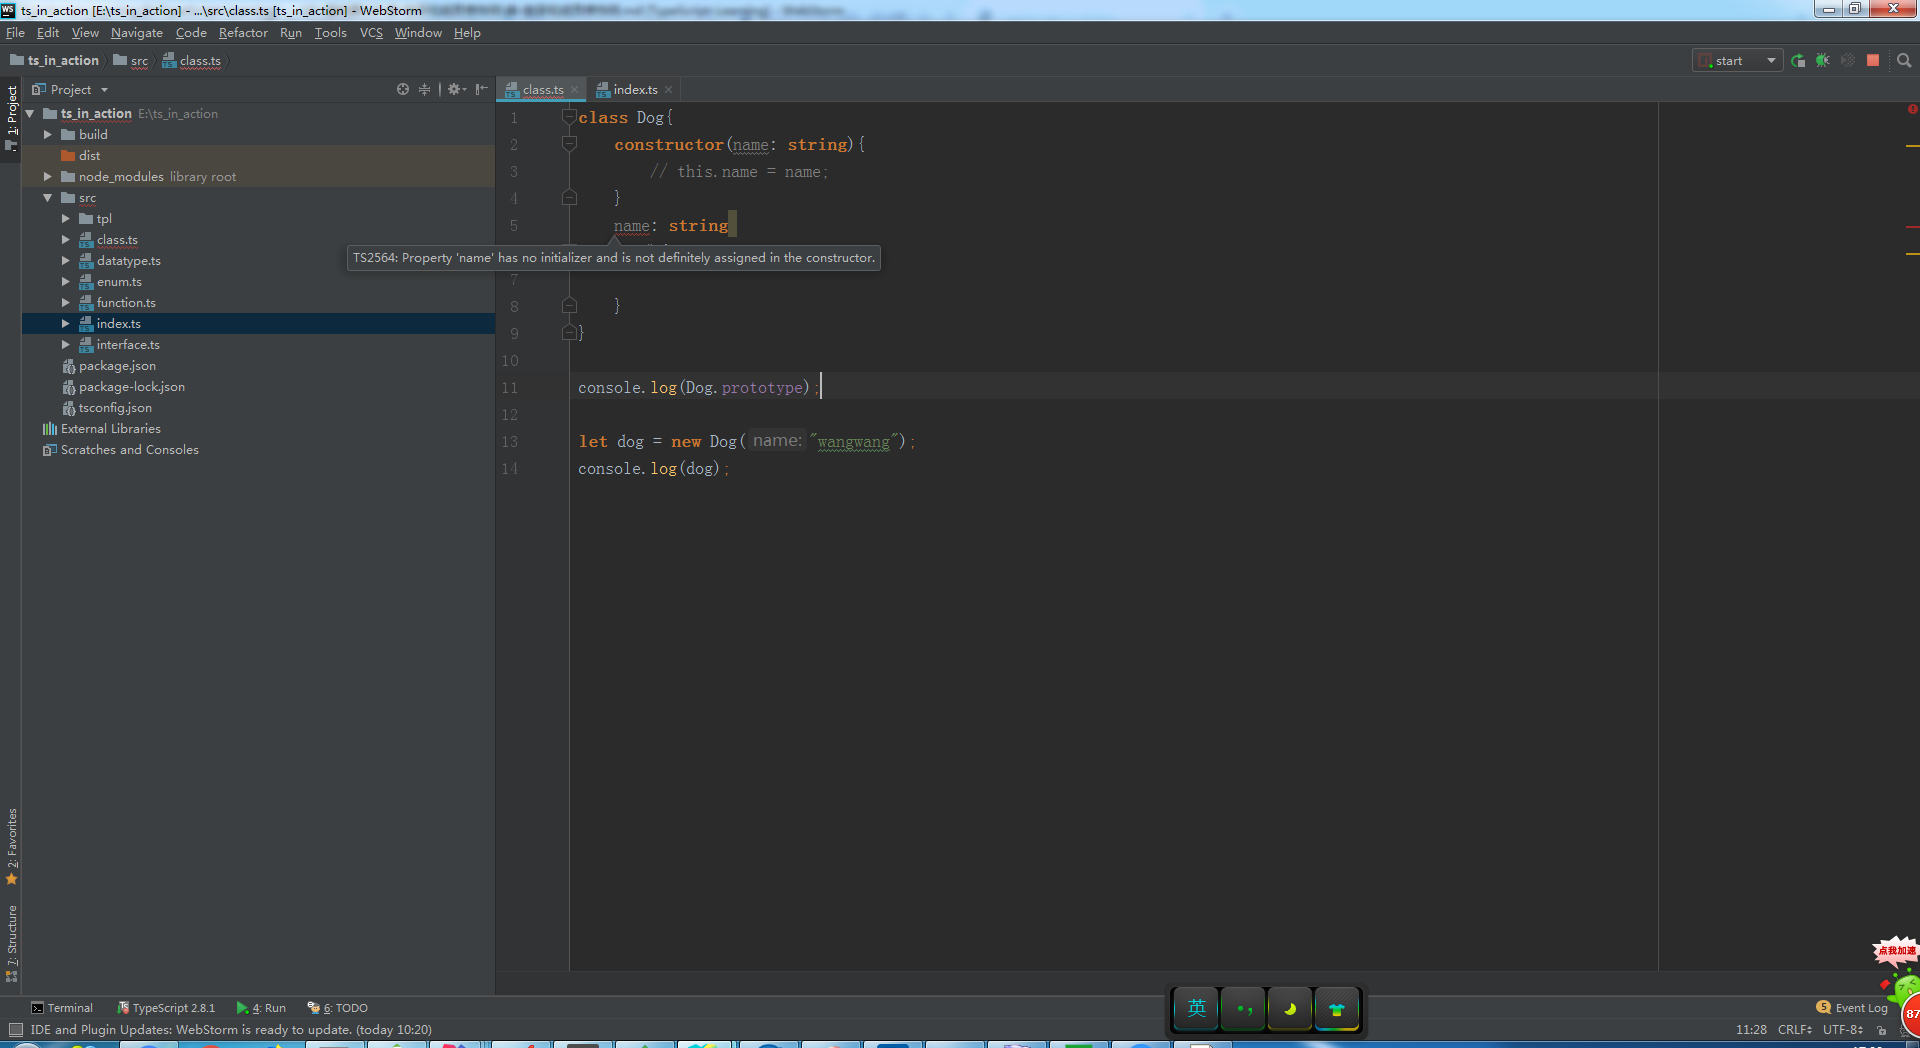 ts_in_action [E:\ts_in_action] - ...\src\class.ts [ts_in_action] - WebStorm
File Edit View Navigate Code Refactor Run Tools VCS Window Help
ts_in_action src class.ts start
1: Project
Project
class.ts index.ts
ts_in_action E:\ts_in_action
build
dist
node_modules library root
src
tpl
class.ts
datatype.ts
enum.ts
function.ts
index.ts
interface.ts
package.json
package-lock.json
tsconfig.json
External Libraries
Scratches and Consoles
1 class Dog{
2 constructor(name: string){
3 // this.name = name;
4 }
5 name: string
TS2564: Property 'name' has no initializer and is not definitely assigned in the constructor.
7
8 }
9 }
10
11 console.log(Dog.prototype);
12
13 let dog = new Dog( name: "wangwang");
14 console.log(dog);
2: Favorites
7: Structure
点我加速
87
英
Terminal TypeScript 2.8.1 4: Run 6: TODO 5 Event Log
IDE and Plugin Updates: WebStorm is ready to update. (today 10:20) 11:28 CRLF UTF-8